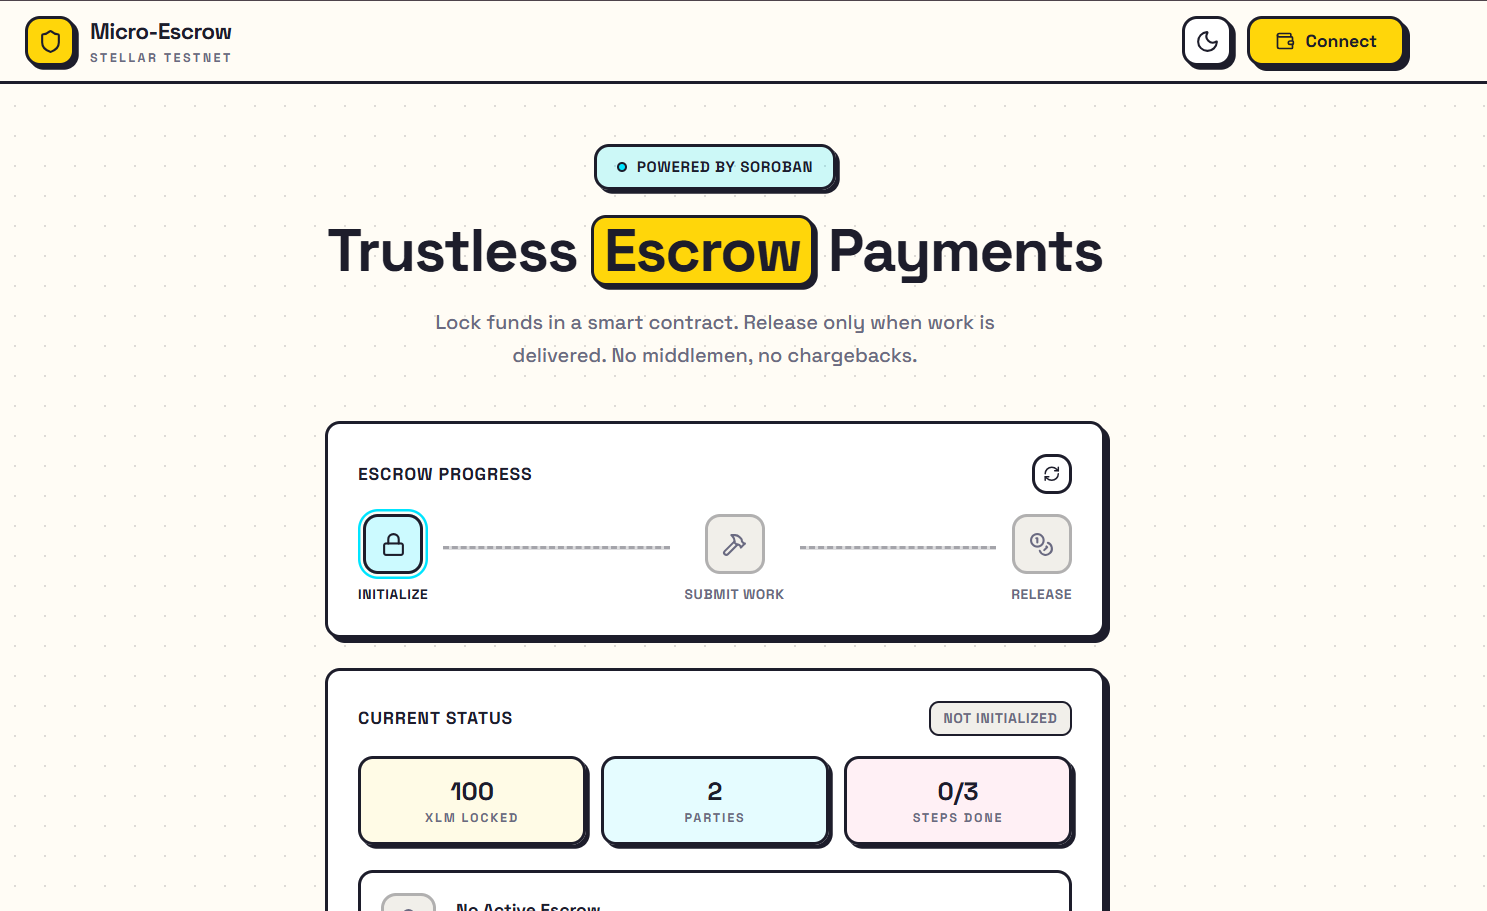 Micro-Escrow
STELLAR TESTNET
Connect
POWERED BY SOROBAN
Trustless Escrow Payments
Lock funds in a smart contract. Release only when work is
delivered. No middlemen, no chargebacks.
ESCROW PROGRESS
INITIALIZE
SUBMIT WORK
RELEASE
CURRENT STATUS
NOT INITIALIZED
100
XLM LOCKED
2
PARTIES
0/3
STEPS DONE
No Active Escrow